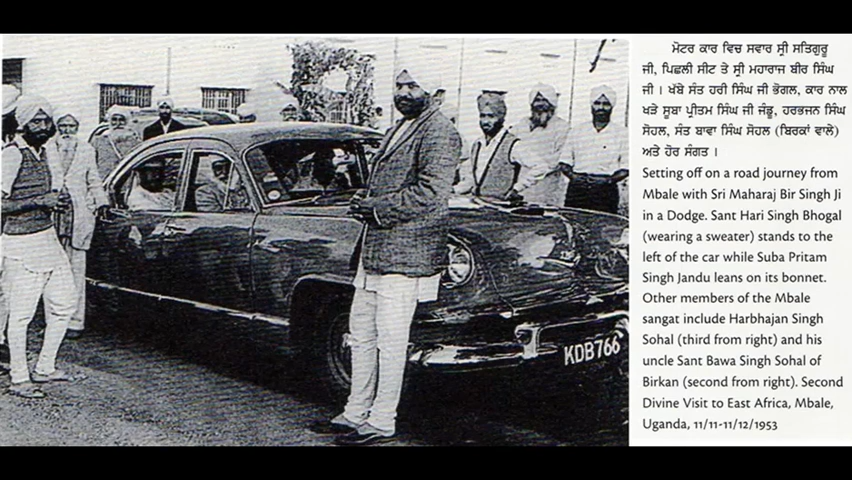 ਮੋਟਰ ਕਾਰ ਵਿਚ ਸਵਾਰ ਸ੍ਰੀ ਸਤਿਗੁਰੂ
ਜੀ, ਪਿਛਲੀ ਸੀਟ ਤੇ ਸ੍ਰੀ ਮਹਾਰਾਜ ਬੀਰ ਸਿੰਘ
ਜੀ । ਖੱਬੇ ਸੰਤ ਹਰੀ ਸਿੰਘ ਜੀ ਭੋਗਲ, ਕਾਰ ਨਾਲ
ਖੜੇ ਸੂਬਾ ਪ੍ਰੀਤਮ ਸਿੰਘ ਜੀ ਜੰਡੂ, ਹਰਭਜਨ ਸਿੰਘ
ਸੋਹਲ, ਸੰਤ ਬਾਵਾ ਸਿੰਘ ਸੋਹਲ (ਬਿਰਕਾਂ ਵਾਲੇ)
ਅਤੇ ਹੋਰ ਸੰਗਤ ।
Setting off on a road journey from
Mbale with Sri Maharaj Bir Singh Ji
in a Dodge. Sant Hari Singh Bhogal
(wearing a sweater) stands to the
left of the car while Suba Pritam
Singh Jandu leans on its bonnet.
Other members of the Mbale
sangat include Harbhajan Singh
Sohal (third from right) and his
uncle Sant Bawa Singh Sohal of
Birkan (second from right). Second
Divine Visit to East Africa, Mbale,
Uganda, 11/11-11/12/1953
KDB766